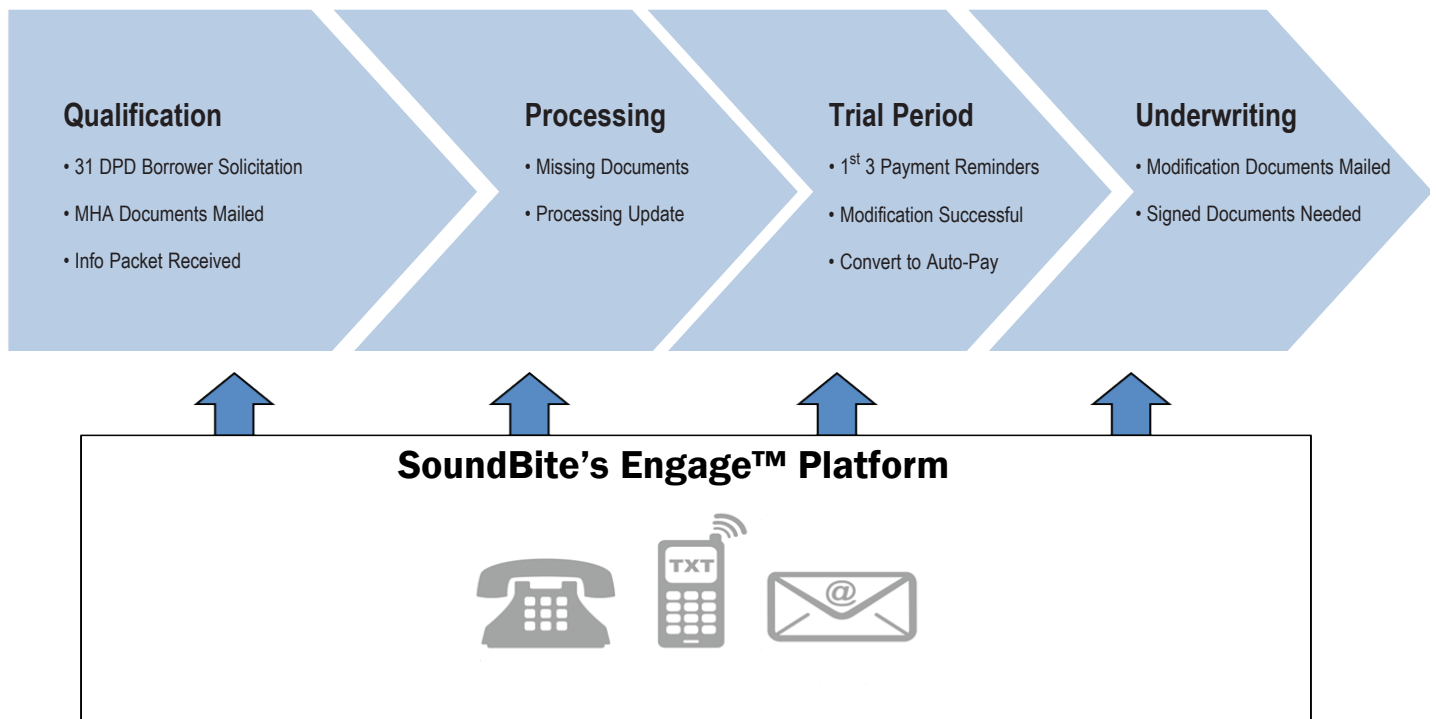 Qualification
• 31 DPD Borrower Solicitation
• MHA Documents Mailed
• Info Packet Received
Processing
• Missing Documents
• Processing Update
Trial Period
• 1st 3 Payment Reminders
• Modification Successful
• Convert to Auto-Pay
Underwriting
• Modification Documents Mailed
• Signed Documents Needed
SoundBite’s Engage™ Platform
TXT
@